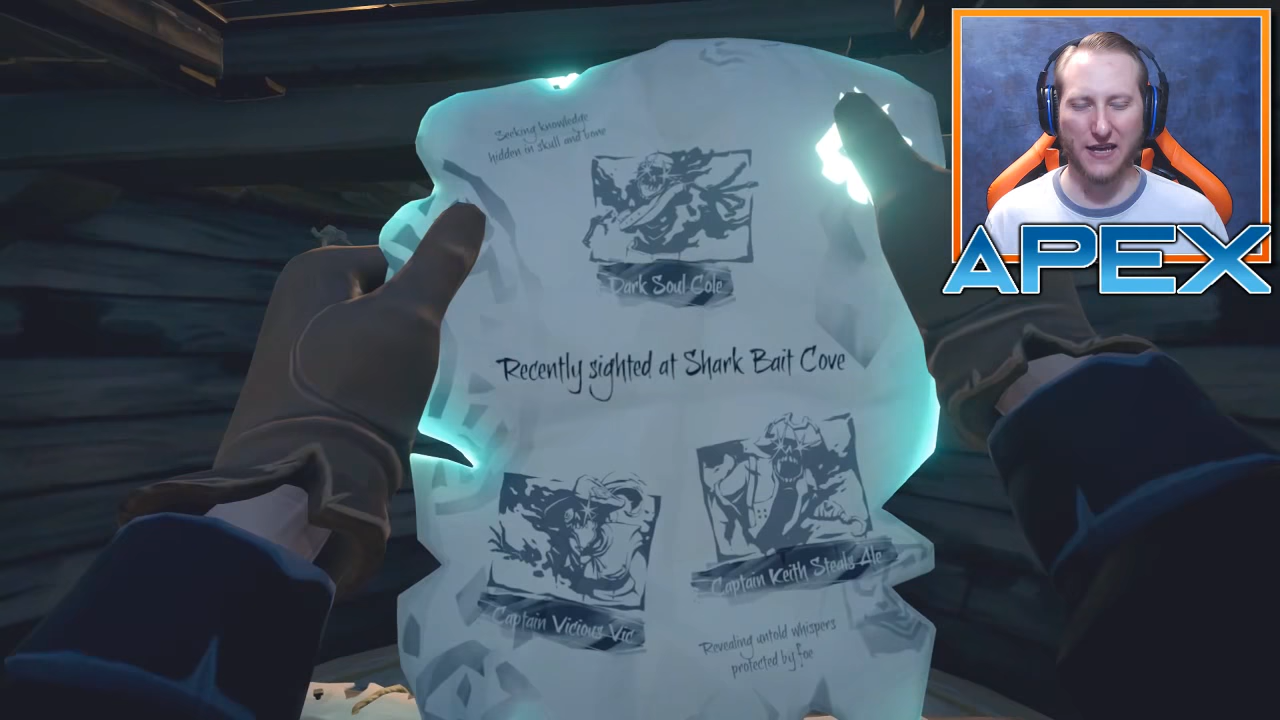 Seeking knowledge
hidden in skull and bone
Dark Soul Cole
Recently sighted at Shark Bait Cove
Captain Vicious Vic
Captain Keith Steals Ale
Revealing untold whispers
protected by foe
APEX